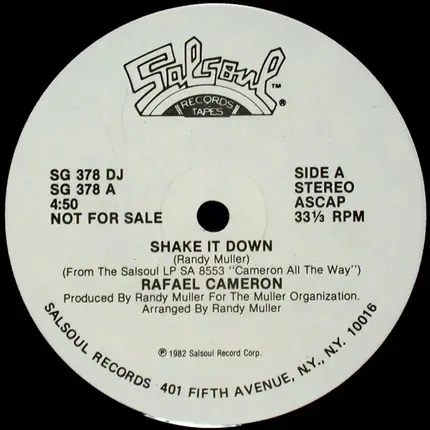 Salsoul ™
RECORDS
TAPES ®
SG 378 DJ
SG 378 A
4:50
NOT FOR SALE
SIDE A
STEREO
ASCAP
33⅓ RPM
SHAKE IT DOWN
(Randy Muller)
(From The Salsoul LP SA 8553 "Cameron All The Way")
RAFAEL CAMERON
Produced By Randy Muller For The Muller Organization.
Arranged By Randy Muller
℗ 1982 Salsoul Record Corp.
SALSOUL RECORDS 401 FIFTH AVENUE, N.Y., N.Y. 10016